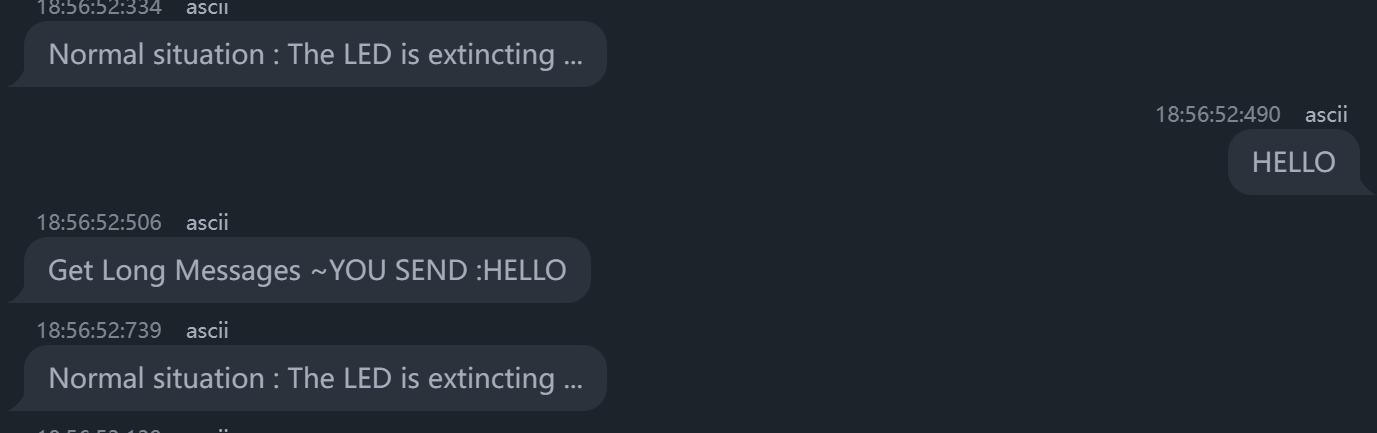 18:56:52:334 ascii
Normal situation : The LED is extincting ...
18:56:52:490 ascii
HELLO
18:56:52:506 ascii
Get Long Messages ~YOU SEND :HELLO
18:56:52:739 ascii
Normal situation : The LED is extincting ...